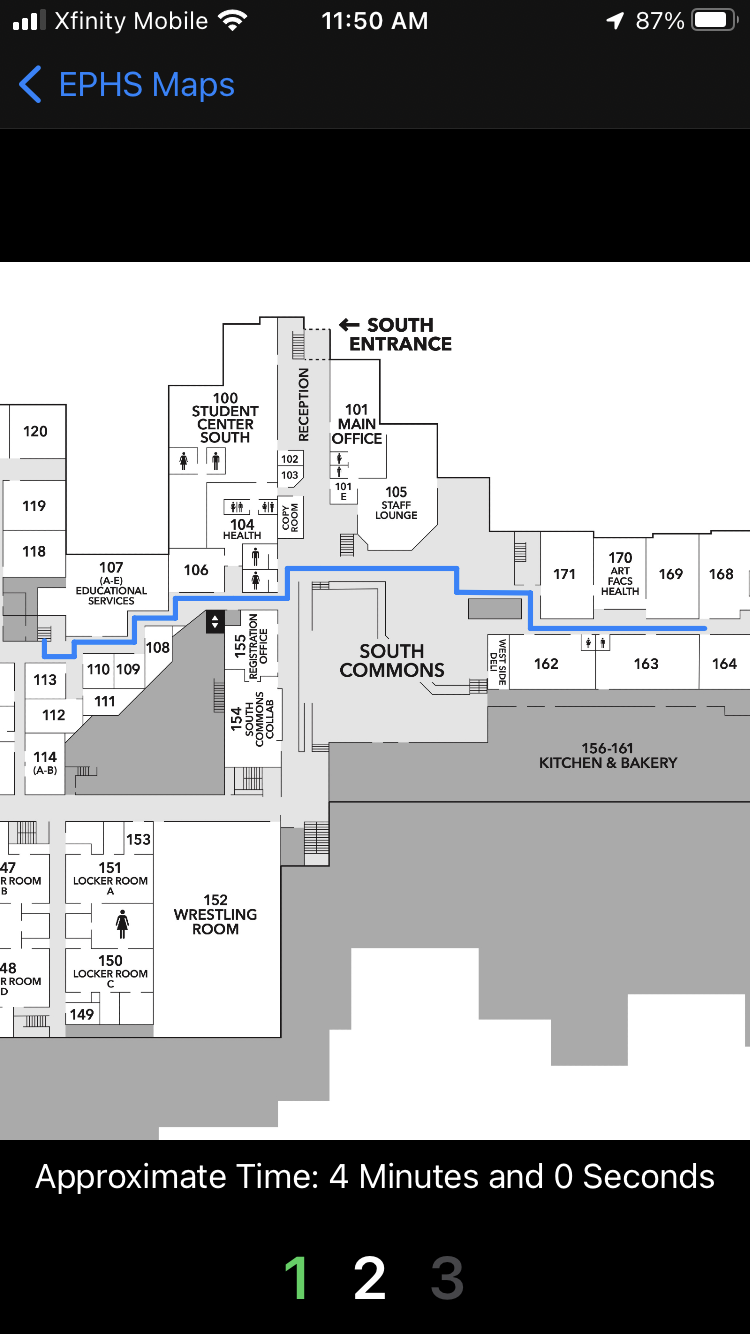 Xfinity Mobile
11:50 AM
87%
EPHS Maps
← SOUTH
ENTRANCE
RECEPTION
100
STUDENT
CENTER
SOUTH
101
MAIN
OFFICE
120
102
103
101
E
105
STAFF
LOUNGE
119
COPY
ROOM
104
HEALTH
118
107
(A-E)
EDUCATIONAL
SERVICES
106
171
170
ART
FACS
HEALTH
169
168
108
155
REGISTRATION
OFFICE
SOUTH
COMMONS
WEST SIDE
DELI
162
163
164
110
109
113
111
112
154
SOUTH
COMMONS
COLLAB
114
(A-B)
156-161
KITCHEN & BAKERY
153
47
R ROOM
B
151
LOCKER ROOM
A
152
WRESTLING
ROOM
48
R ROOM
D
150
LOCKER ROOM
C
149
Approximate Time: 4 Minutes and 0 Seconds
1 2 3